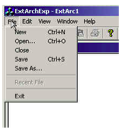 ExtArchExp - ExtArc1
File Edit View Window Help
New Ctrl+N
Open... Ctrl+O
Close
Save Ctrl+S
Save As...
Recent File
Exit